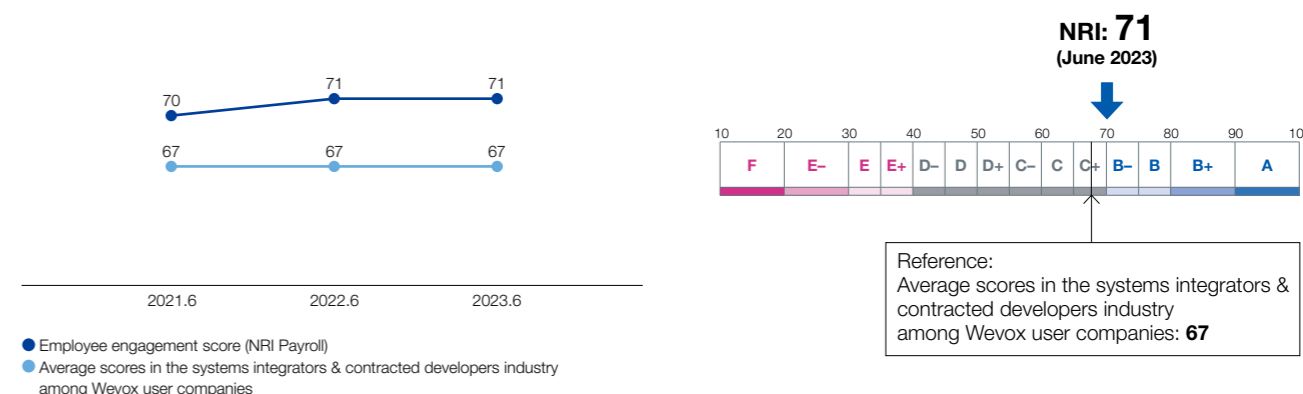 70
71
71
67
67
67
2021.6
2022.6
2023.6
Employee engagement score (NRI Payroll)
Average scores in the systems integrators & contracted developers industry
among Wevox user companies
NRI: 71
(June 2023)
10 20 30 40 50 60 70 80 90 10
F E– E E+ D– D D+ C– C C+ B– B B+ A
Reference:
Average scores in the systems integrators &
contracted developers industry
among Wevox user companies: 67